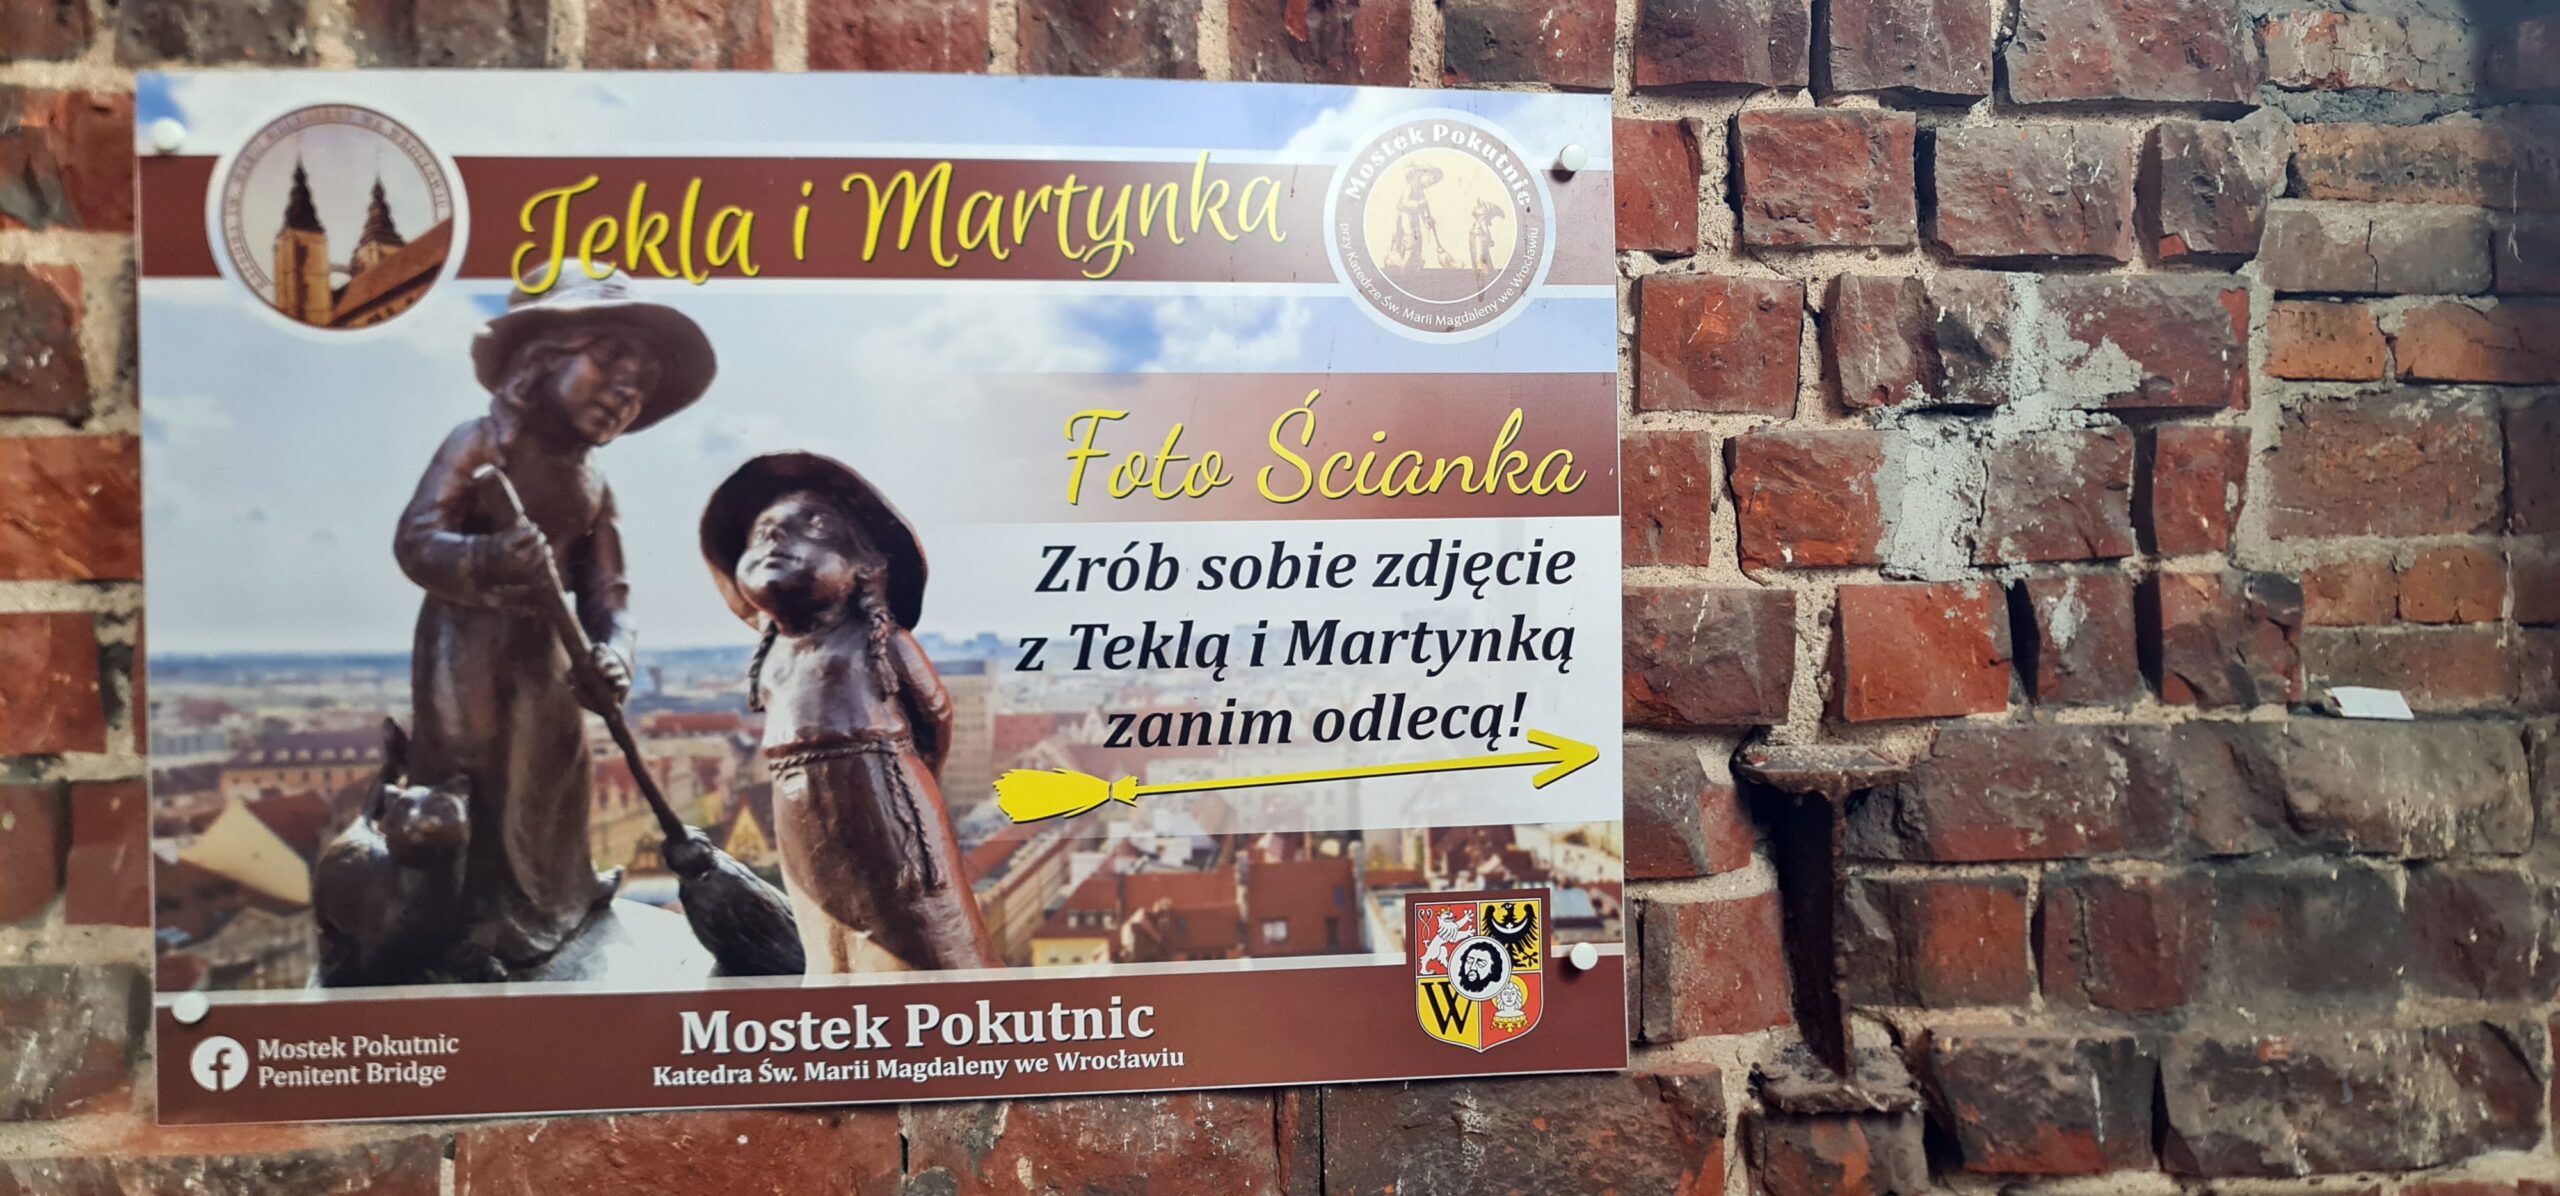 Tekla i Martynka
Mostek Pokutnic
przy Katedrze Św. Marii Magdaleny we Wrocławiu
Foto Ścianka
Zrób sobie zdjęcie
z Teklą i Martynką
zanim odlecą!
W
Mostek Pokutnic
Katedra Św. Marii Magdaleny we Wrocławiu
f
Mostek Pokutnic
Penitent Bridge